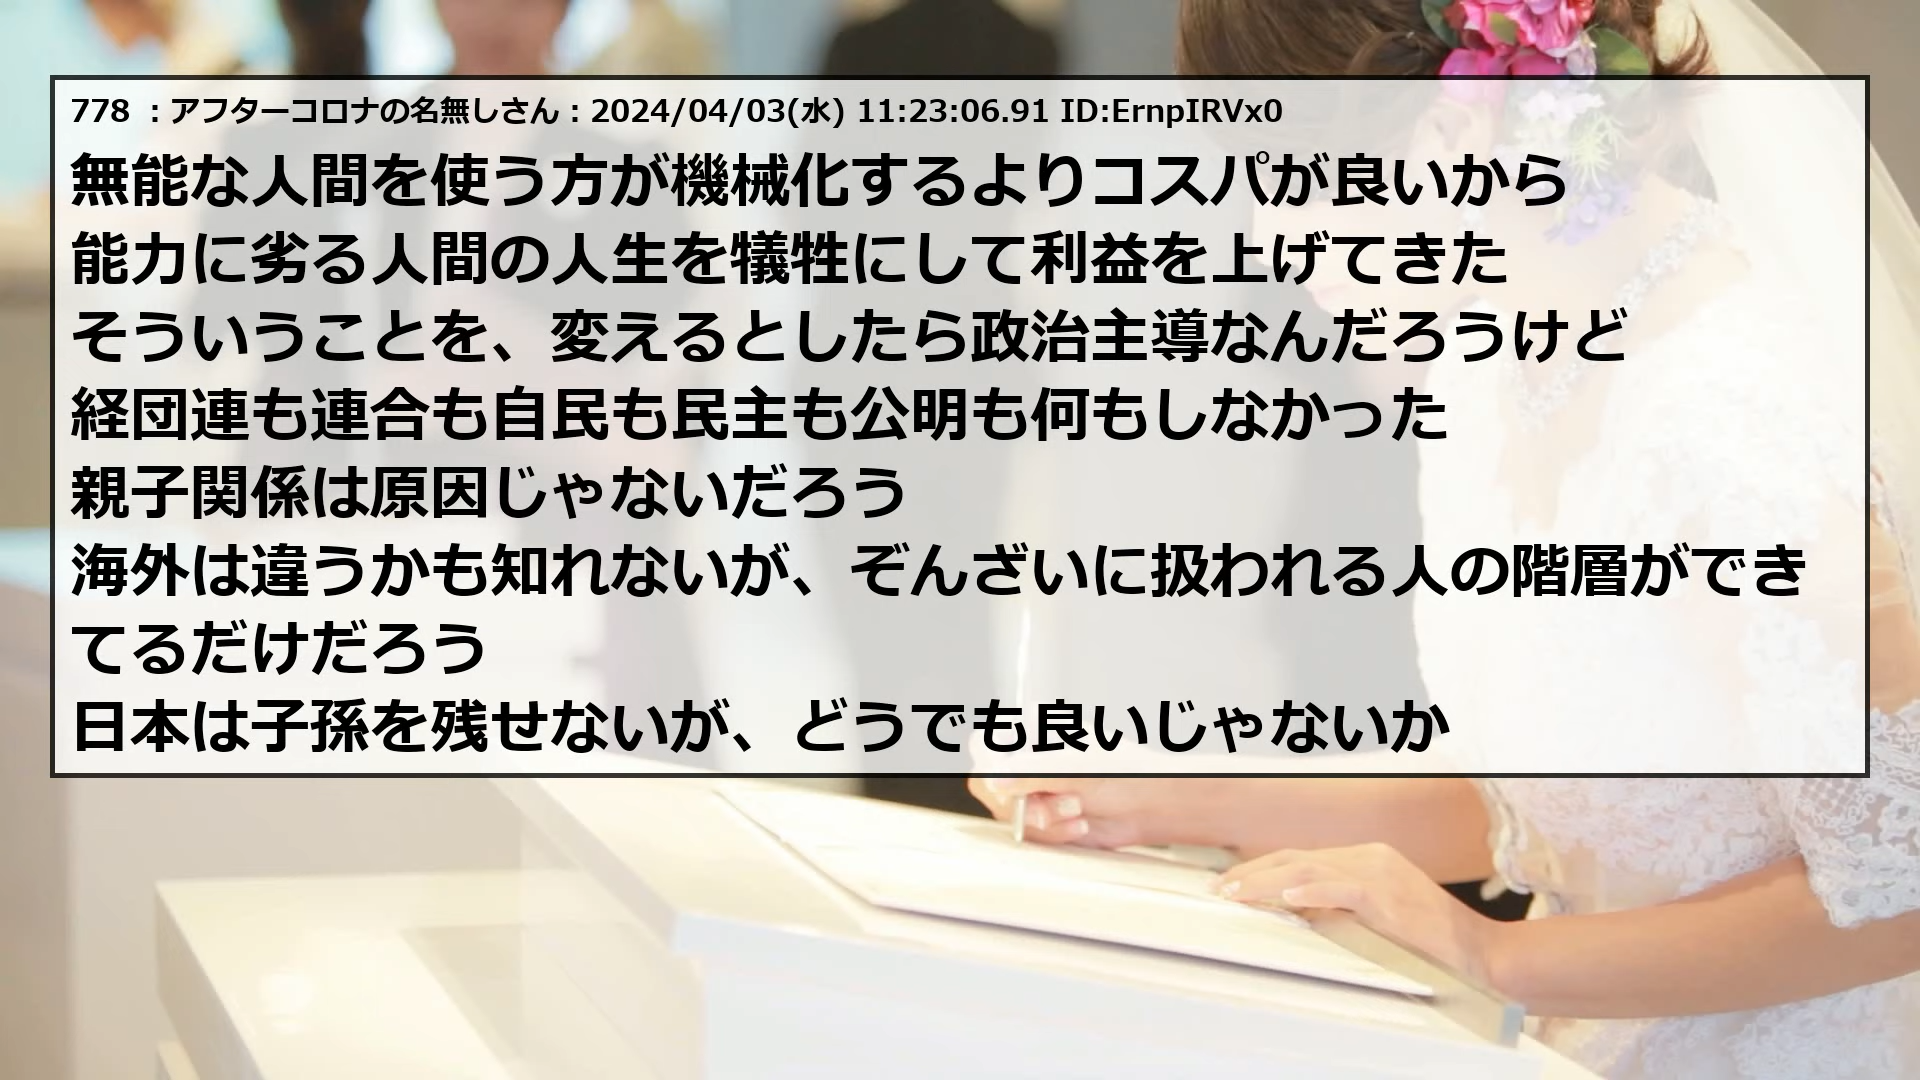 778 ：アフターコロナの名無しさん：2024/04/03(水) 11:23:06.91 ID:ErnpIRVx0
無能な人間を使う方が機械化するよりコスパが良いから
能力に劣る人間の人生を犠牲にして利益を上げてきた
そういうことを、変えるとしたら政治主導なんだろうけど
経団連も連合も自民も民主も公明も何もしなかった
親子関係は原因じゃないだろう
海外は違うかも知れないが、ぞんざいに扱われる人の階層ができ
てるだけだろう
日本は子孫を残せないが、どうでも良いじゃないか